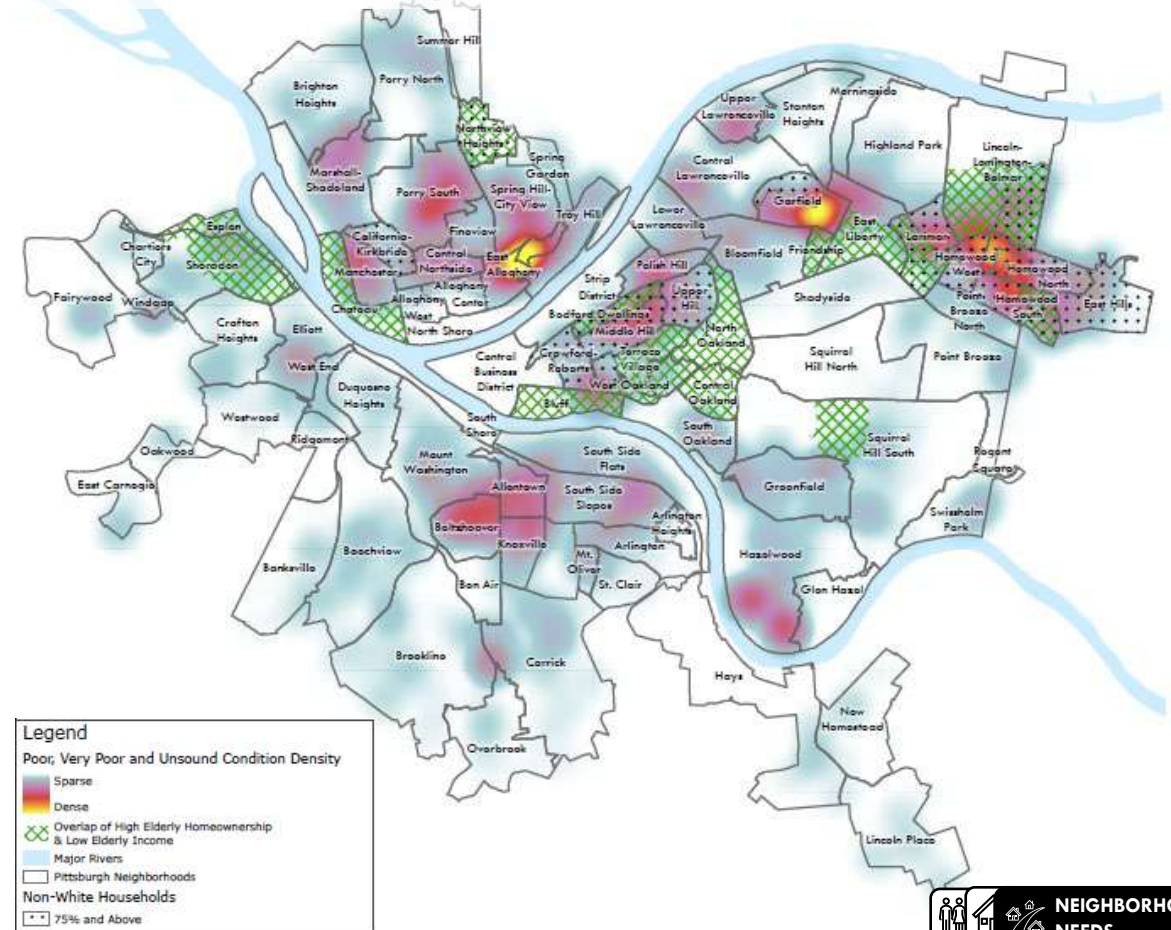 Summer Hill
Perry North
Brighton
Heights
Northview
Heights
Spring
Garden
Marshall-
Shadeland
Perry South
Spring Hill-
City View
Troy Hill
Fineview
California-
Kirkbride
Central
Northside
East
Allegheny
Manchester
Allegheny
Center
Allegheny
West
Chateau
North Shore
Upper
Lawrenceville
Stanton
Heights
Morningside
Highland Park
Lincoln-
Lemington-
Belmar
Central
Lawrenceville
Garfield
Lower
Lawrenceville
East
Liberty
Larimer
Bloomfield
Friendship
Homewood
West
Homewood
North
Homewood
South
East Hills
Point
Breeze
North
Polish Hill
Strip
District
Upper
Hill
Shadyside
Bedford Dwellings
Middle Hill
North
Oakland
Crawford-
Roberts
Terrace
Village
West Oakland
Central
Business
District
Squirrel
Hill North
Point Breeze
Bluff
Central
Oakland
South
Oakland
Squirrel
Hill South
Regent
Square
Esplen
Chartiers
City
Sheraden
Fairywood
Windgap
Crafton
Heights
Elliott
West End
Duquesne
Heights
Westwood
Ridgemont
Oakwood
East Carnegie
South
Shore
South Side
Flats
Mount
Washington
Allentown
South Side
Slopes
Greenfield
Swisshelm
Park
Beltzhoover
Knoxville
Arlington
Heights
Arlington
Hazelwood
Beechview
Mt.
Oliver
St. Clair
Banksville
Bon Air
Glen Hazel
Brookline
Carrick
Hays
New
Homestead
Overbrook
Lincoln Place
Legend
Poor, Very Poor and Unsound Condition Density
Sparse
Dense
Overlap of High Elderly Homeownership
& Low Elderly Income
Major Rivers
Pittsburgh Neighborhoods
Non-White Households
75% and Above